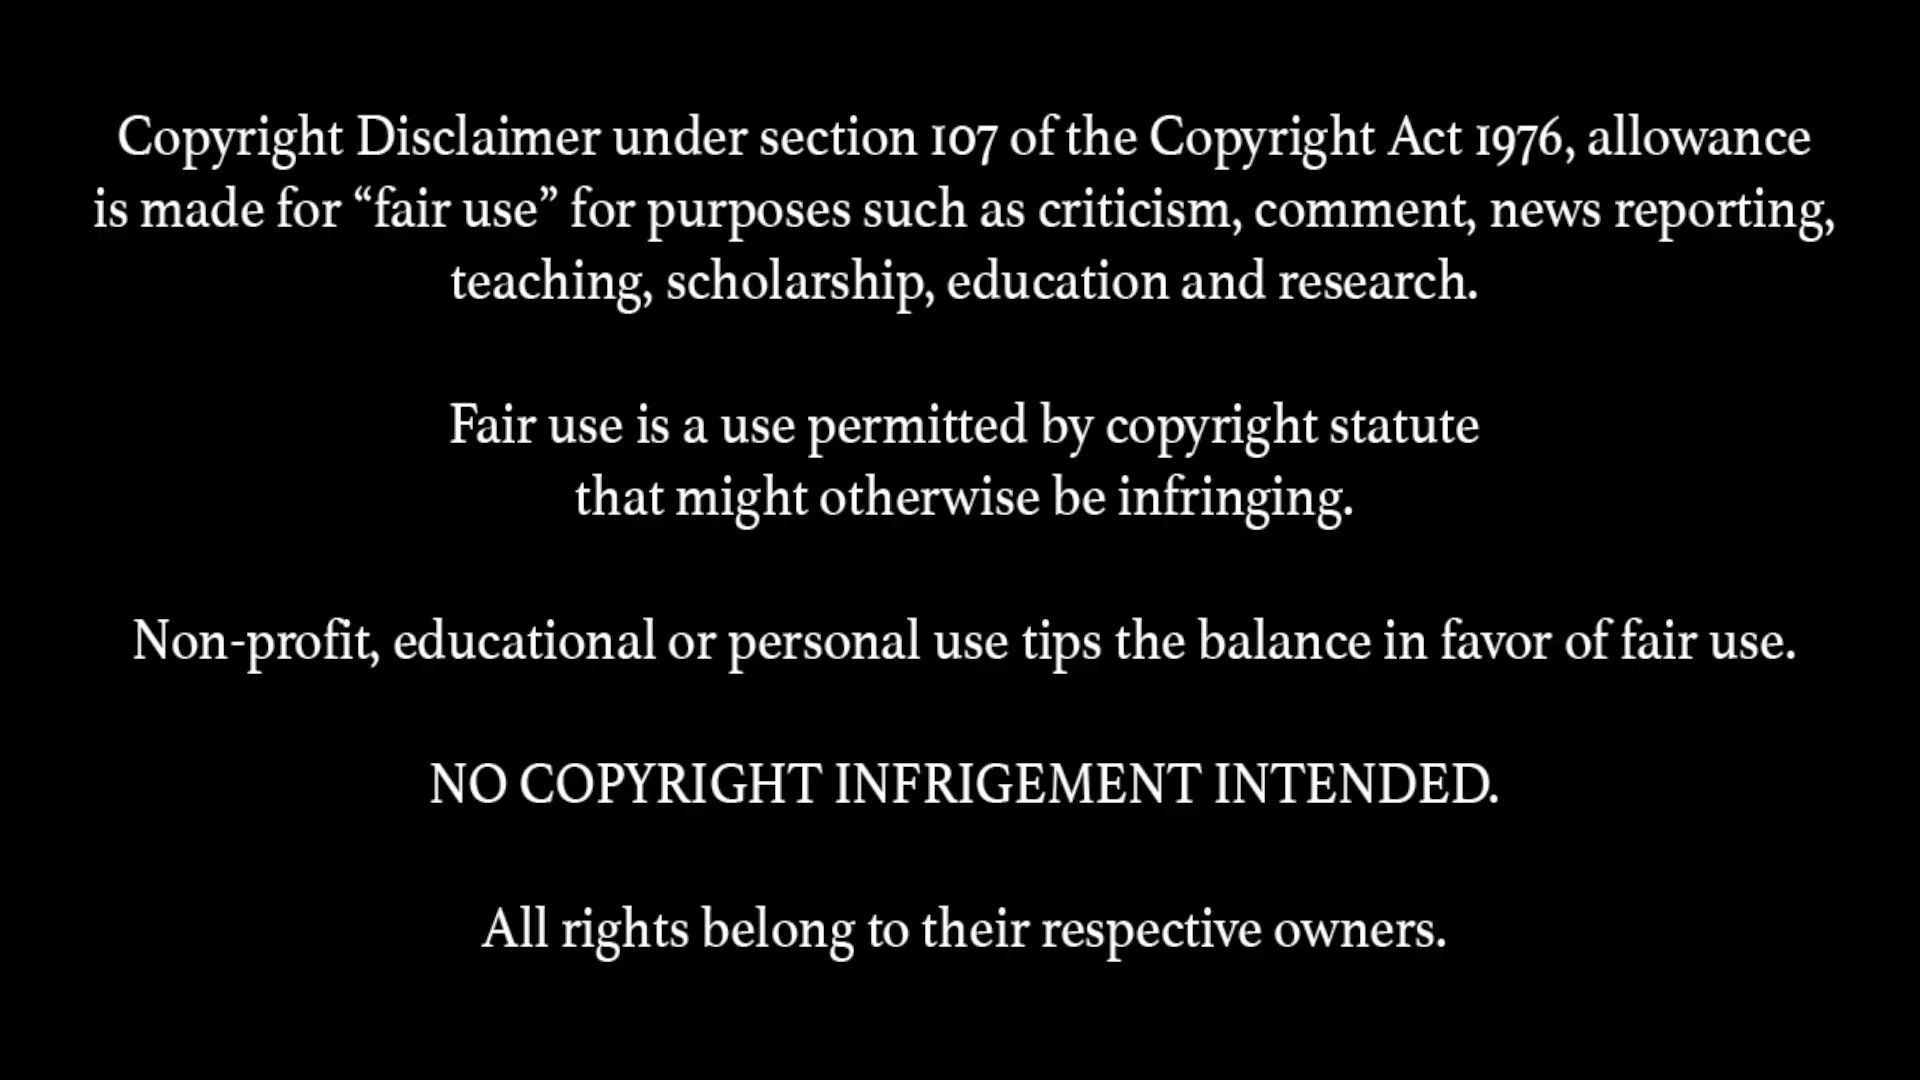 Copyright Disclaimer under section 107 of the Copyright Act 1976, allowance
is made for “fair use” for purposes such as criticism, comment, news reporting,
teaching, scholarship, education and research.
Fair use is a use permitted by copyright statute
that might otherwise be infringing.
Non-profit, educational or personal use tips the balance in favor of fair use.
NO COPYRIGHT INFRIGEMENT INTENDED.
All rights belong to their respective owners.